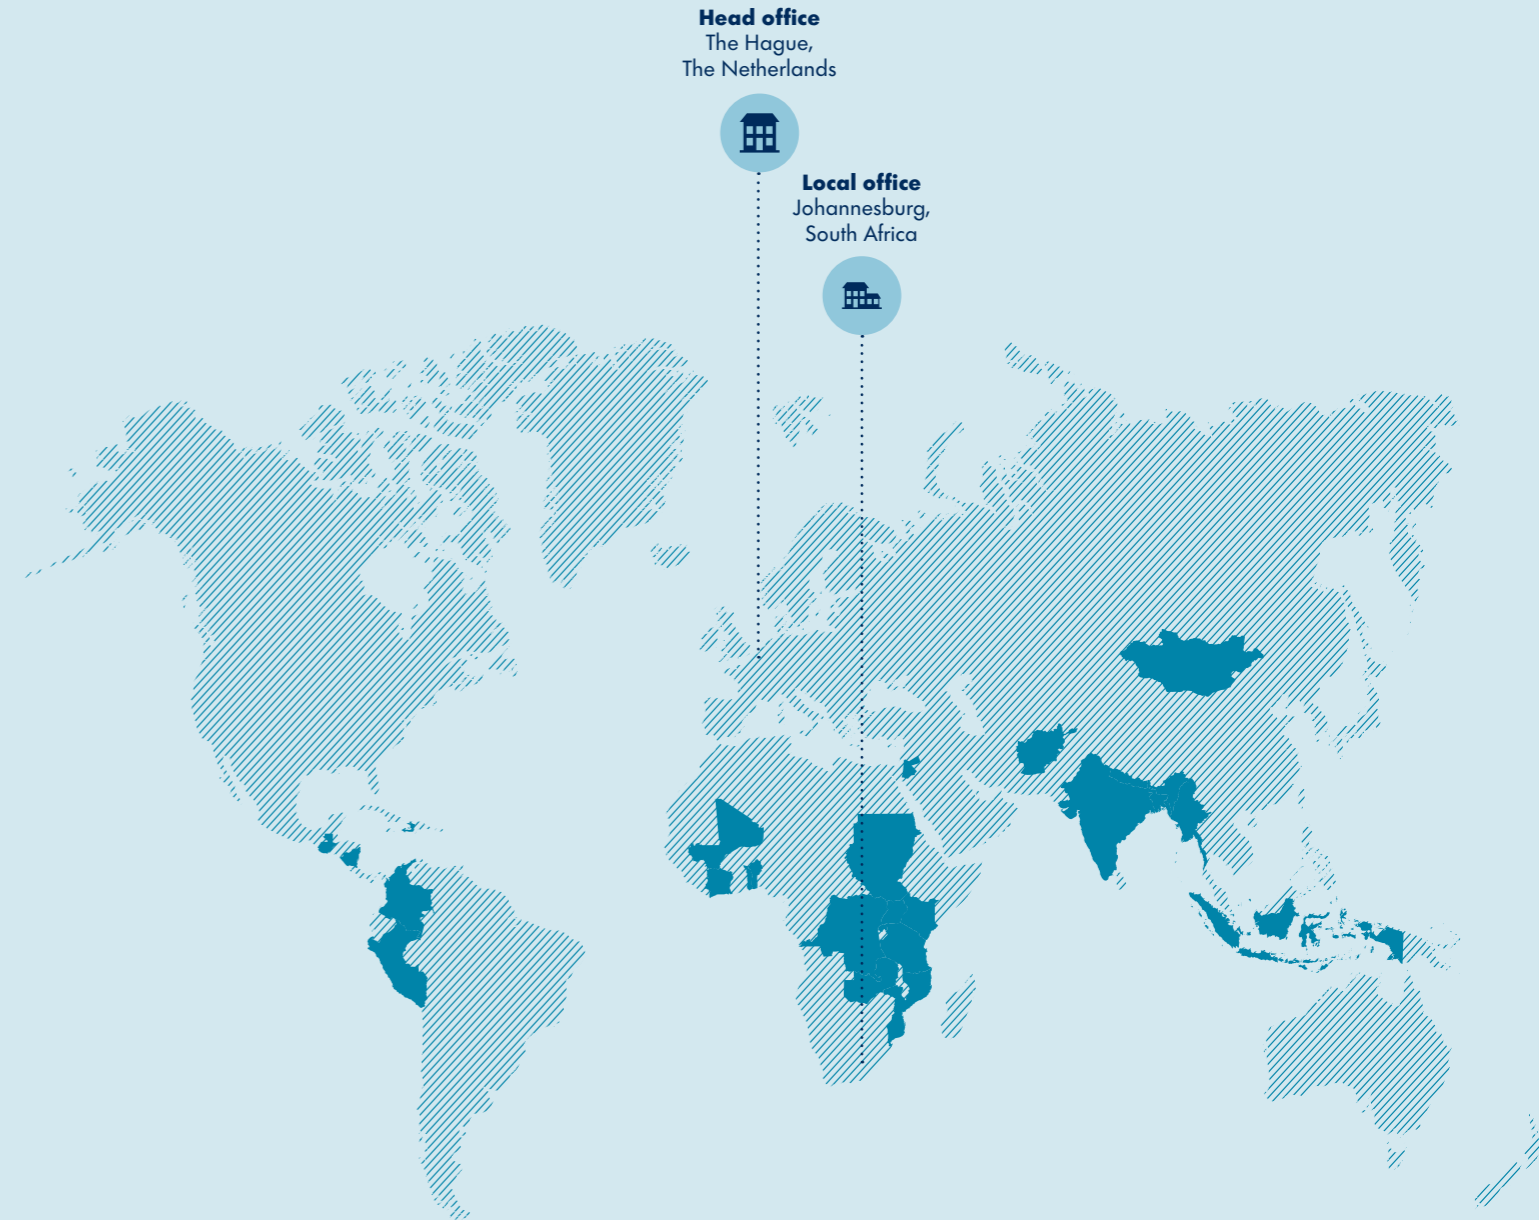 Head office
The Hague,
The Netherlands
Local office
Johannesburg,
South Africa